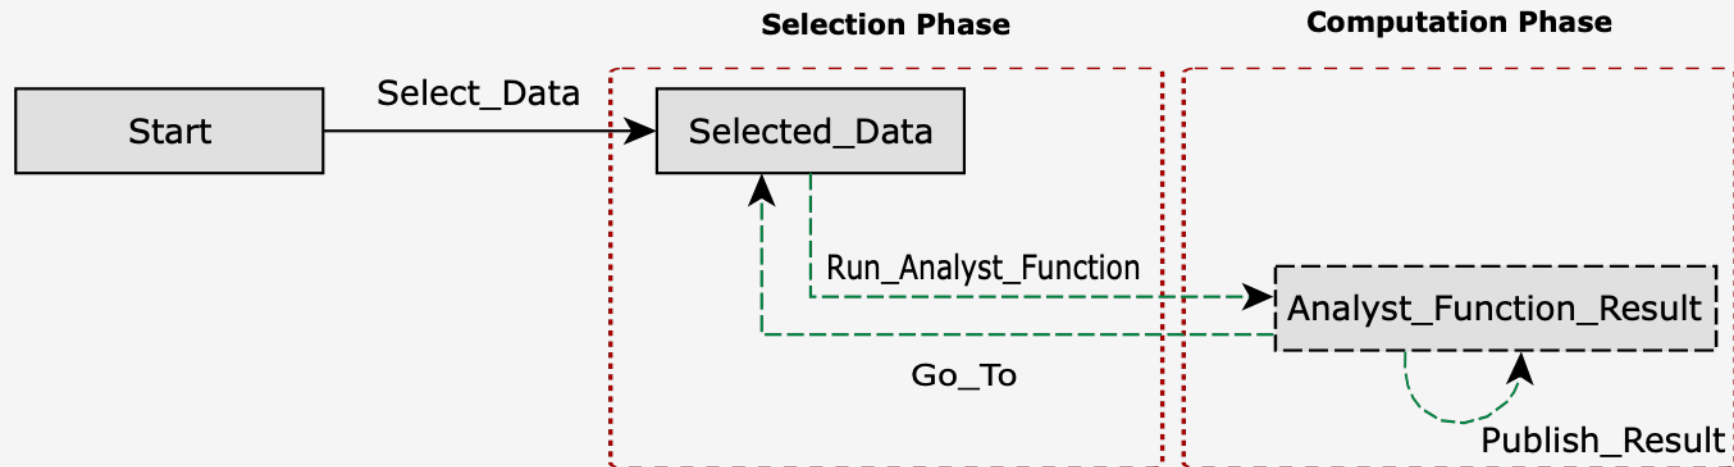 Selection Phase
Computation Phase
Select_Data
Start
Selected_Data
Run_Analyst_Function
Analyst_Function_Result
Go_To
Publish_Result